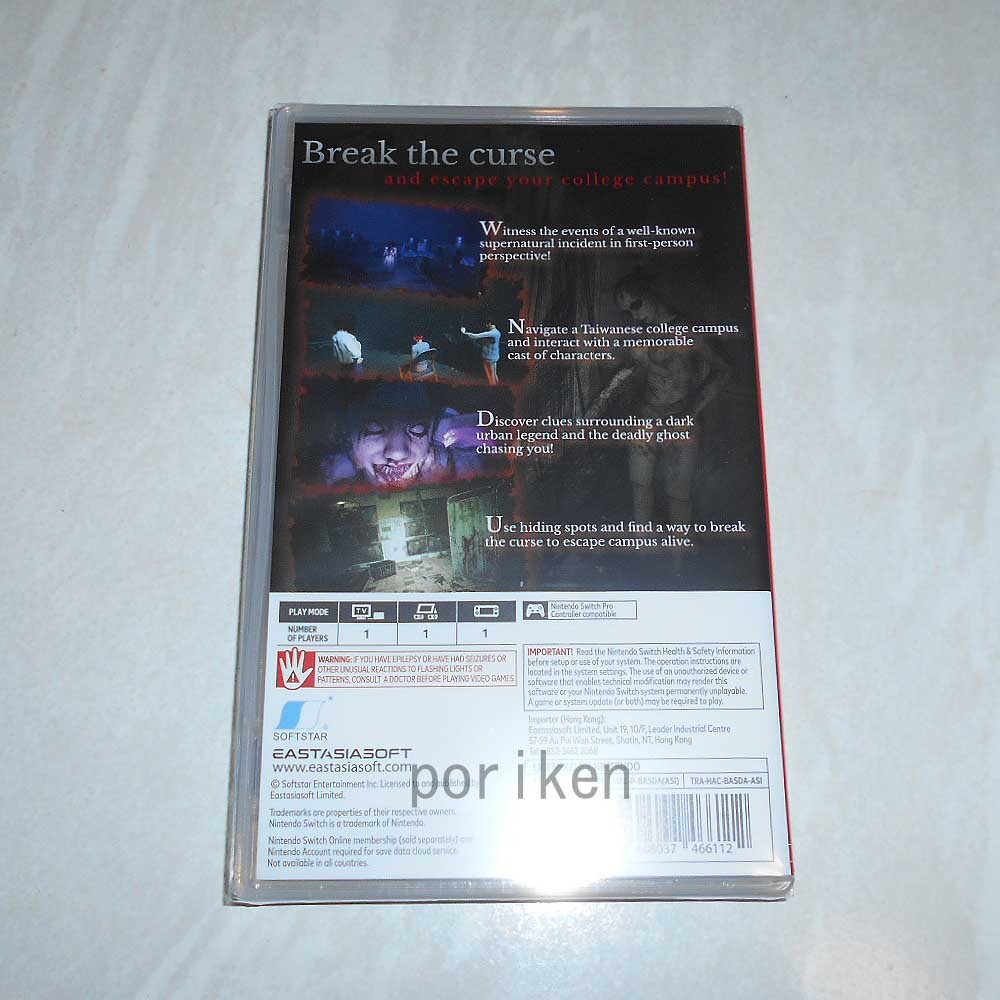 Break the curse
and escape your college campus!
Witness the events of a well-known
supernatural incident in first-person
perspective!
Navigate a Taiwanese college campus
and interact with a memorable
cast of characters.
Discover clues surrounding a dark
urban legend and the deadly ghost
chasing you!
Use hiding spots and find a way to break
the curse to escape campus alive.
PLAY MODE TV
NUMBER
OF PLAYERS 1 1 1
Nintendo Switch Pro
Controller compatible
WARNING: IF YOU HAVE EPILEPSY OR HAVE HAD SEIZURES OR
OTHER UNUSUAL REACTIONS TO FLASHING LIGHTS OR
PATTERNS, CONSULT A DOCTOR BEFORE PLAYING VIDEO GAMES.
IMPORTANT! Read the Nintendo Switch Health & Safety Information
before setup or use of your system. The operation instructions are
located in the system settings. The use of an unauthorized device or
software that enables technical modification may render this
software or your Nintendo Switch system permanently unplayable.
A game or system update (or both) may be required to play.
SOFTSTAR
EASTASIASOFT
www.eastasiasoft.com
Importer (Hong Kong):
Eastasiasoft Limited, Unit 19, 10/F, Leader Industrial Centre
57-59 Au Pui Wan Street, Shatin, NT, Hong Kong
poriken
© Softstar Entertainment Inc. Licensed to and published by
Eastasiasoft Limited.
Trademarks are properties of their respective owners.
Nintendo Switch is a trademark of Nintendo.
Nintendo Switch Online membership (sold separately) and
Nintendo Account required for save data cloud service.
Not available in all countries.
BASDA(ASI) TRA-HAC-BASDA-ASI
466112